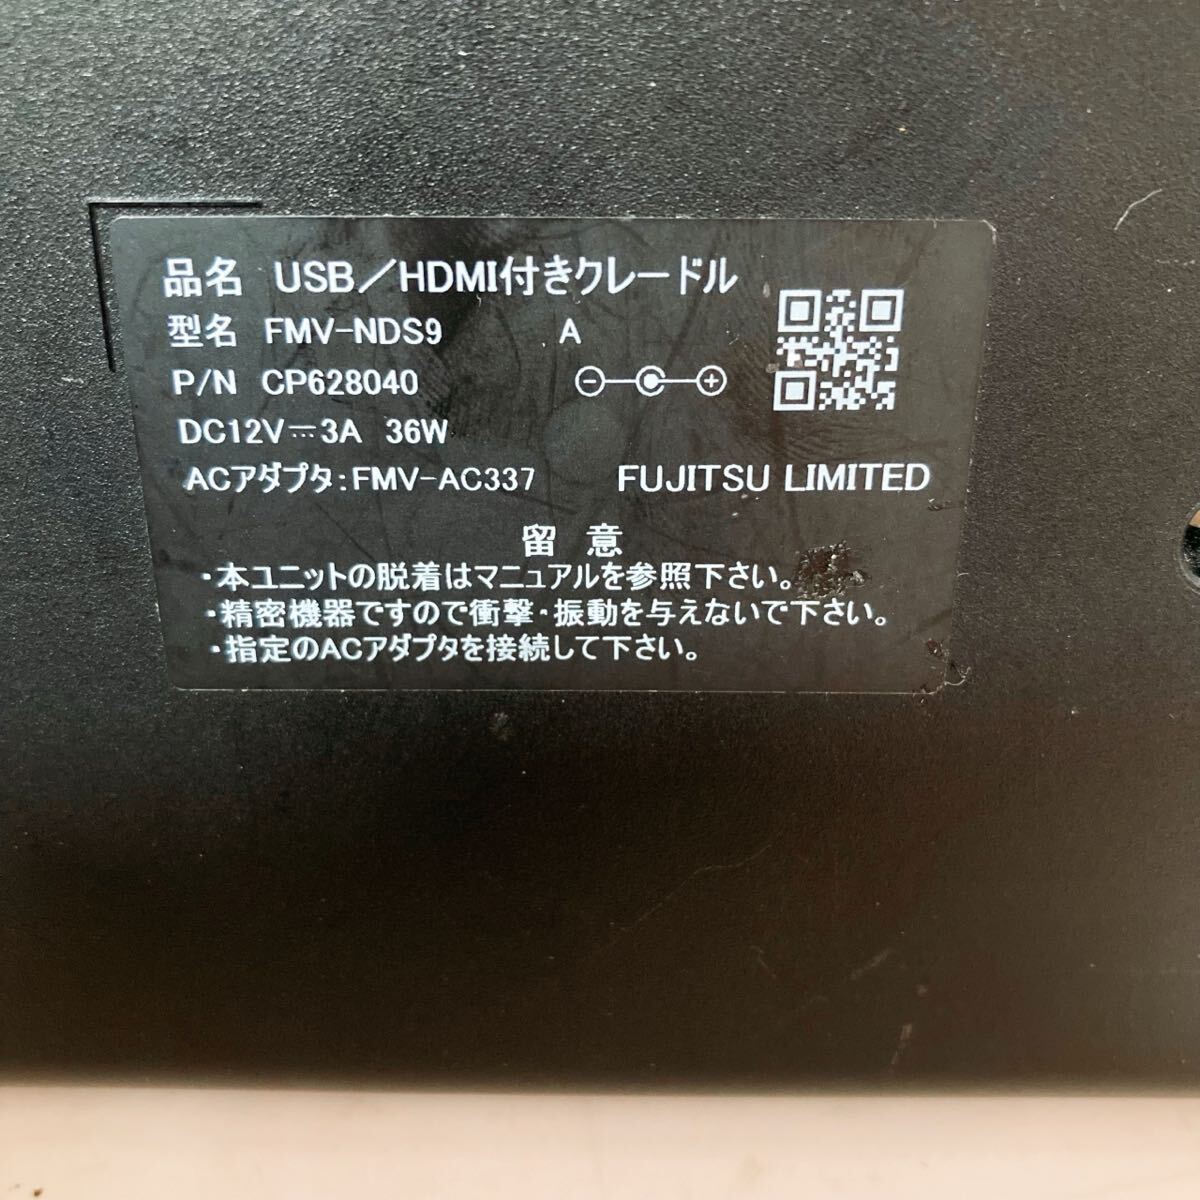 品名 USB／HDMI付きクレードル
型名 FMV-NDS9 A
P/N CP628040
DC12V⎓3A 36W
ACアダプタ:FMV-AC337 FUJITSU LIMITED
留意
・本ユニットの脱着はマニュアルを参照下さい。
・精密機器ですので衝撃・振動を与えないで下さい。
・指定のACアダプタを接続して下さい。